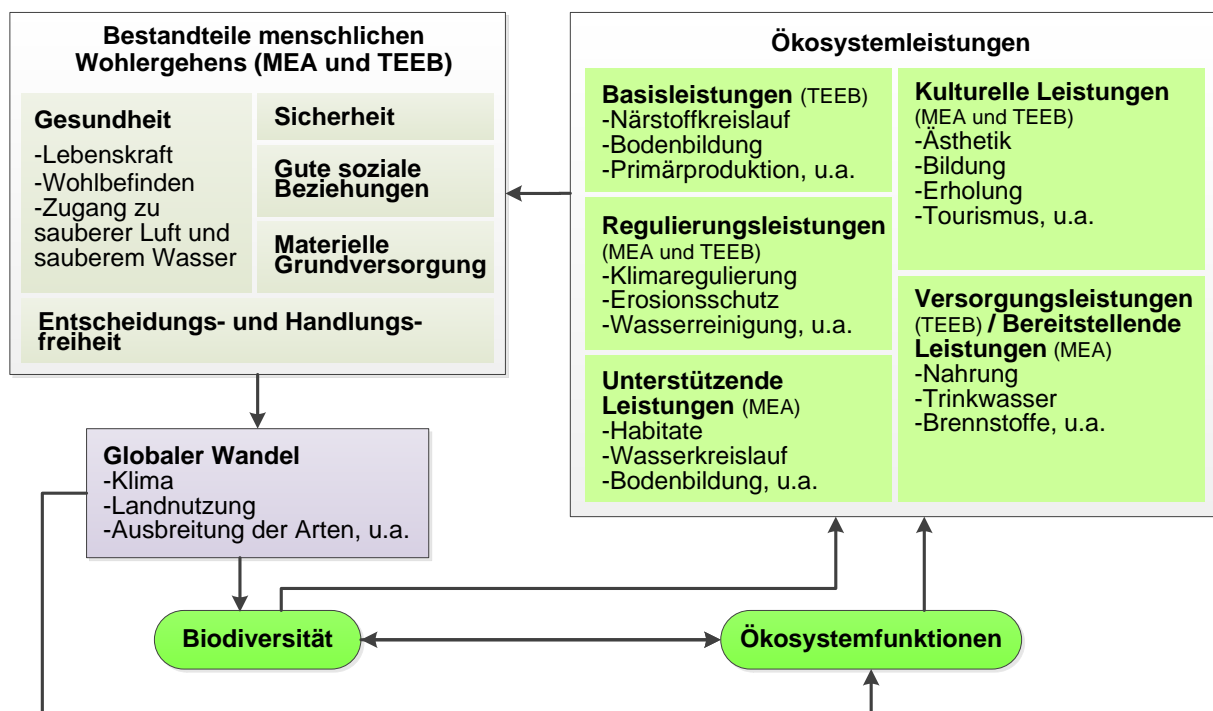 Bestandteile menschlichen
Wohlergehens (MEA und TEEB)
Gesundheit
-Lebenskraft
-Wohlbefinden
-Zugang zu
sauberer Luft und
sauberem Wasser
Sicherheit
Gute soziale
Beziehungen
Materielle
Grundversorgung
Entscheidungs- und Handlungs-
freiheit
Ökosystemleistungen
Basisleistungen (TEEB)
-Närstoffkreislauf
-Bodenbildung
-Primärproduktion, u.a.
Regulierungsleistungen
(MEA und TEEB)
-Klimaregulierung
-Erosionsschutz
-Wasserreinigung, u.a.
Unterstützende
Leistungen (MEA)
-Habitate
-Wasserkreislauf
-Bodenbildung, u.a.
Kulturelle Leistungen
(MEA und TEEB)
-Ästhetik
-Bildung
-Erholung
-Tourismus, u.a.
Versorgungsleistungen
(TEEB) / Bereitstellende
Leistungen (MEA)
-Nahrung
-Trinkwasser
-Brennstoffe, u.a.
Globaler Wandel
-Klima
-Landnutzung
-Ausbreitung der Arten, u.a.
Biodiversität
Ökosystemfunktionen